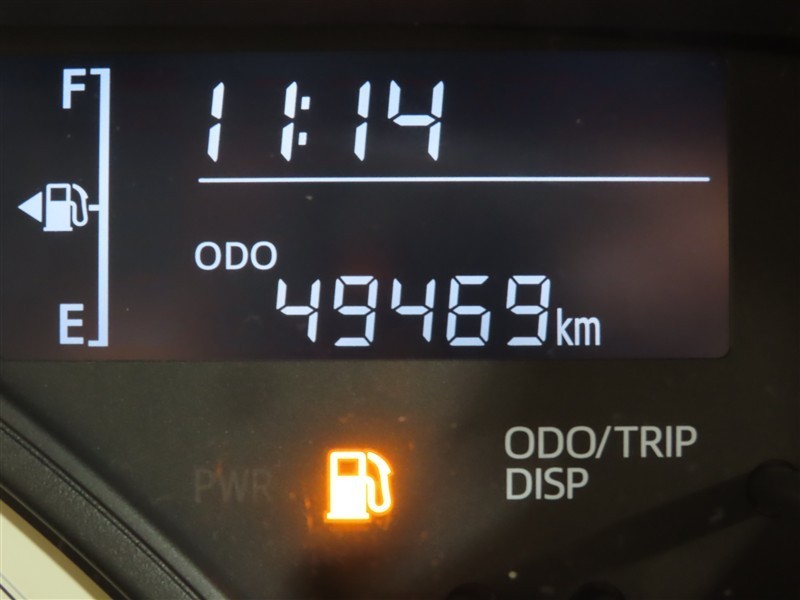 F
11:14
ODO
49469km
E
ODO/TRIP
PWR
DISP